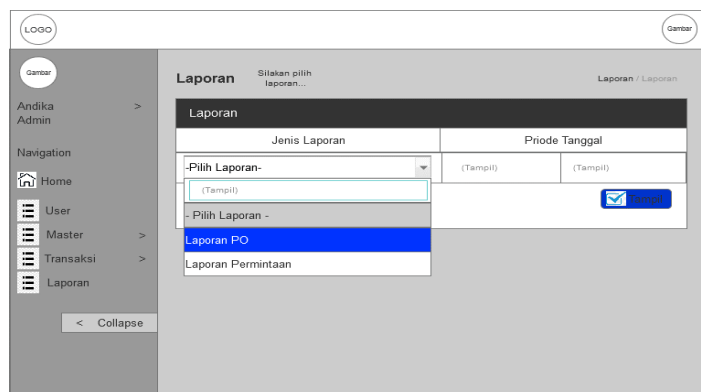 LOGO
Gambar
Gambar
Andika >
Admin
Navigation
Home
User
Master >
Transaksi >
Laporan
< Collapse
Laporan
Silakan pilih
laporan...
Laporan / Laporan
Laporan
Jenis Laporan
Priode Tanggal
-Pilih Laporan-
(Tampil)
(Tampil)
(Tampil)
- Pilih Laporan -
Laporan PO
Laporan Permintaan